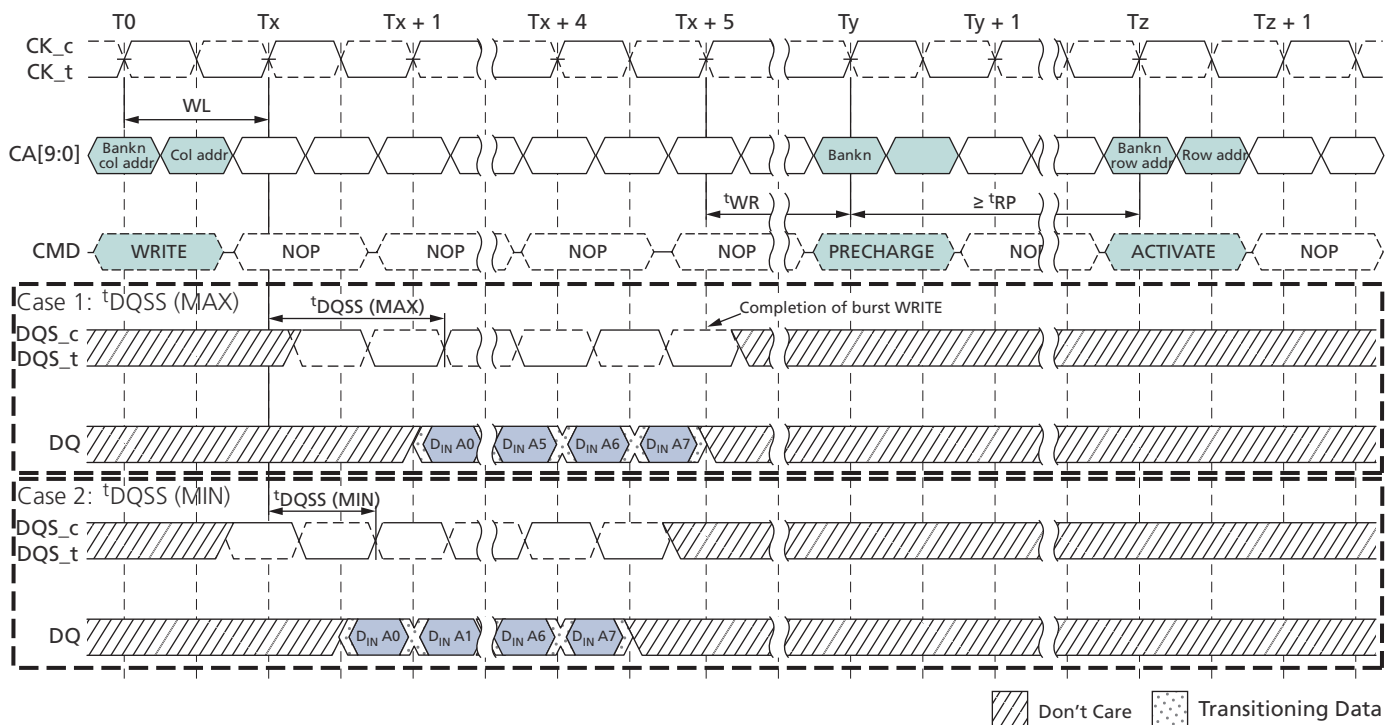 T0 Tx Tx + 1 Tx + 4 Tx + 5 Ty Ty + 1 Tz Tz + 1
CK_c
CK_t
WL
CA[9:0]
Bankn
col addr
Col addr
Bankn
Bankn
row addr
Row addr
tWR
≥ tRP
CMD WRITE NOP NOP NOP NOP PRECHARGE NOP ACTIVATE NOP
Case 1: tDQSS (MAX)
tDQSS (MAX)
Completion of burst WRITE
DQS_c
DQS_t
DQ DIN A0 DIN A5 DIN A6 DIN A7
Case 2: tDQSS (MIN)
tDQSS (MIN)
DQS_c
DQS_t
DQ DIN A0 DIN A1 DIN A6 DIN A7
Don't Care Transitioning Data